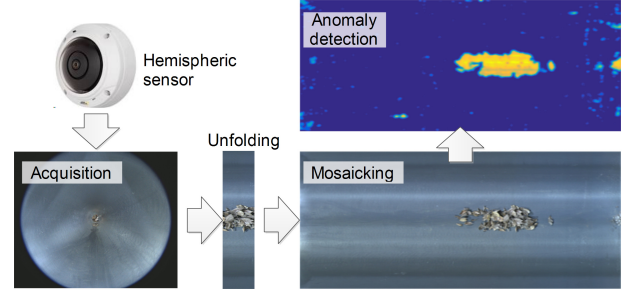 Anomaly
detection
Hemispheric
sensor
Unfolding
Acquisition
Mosaicking